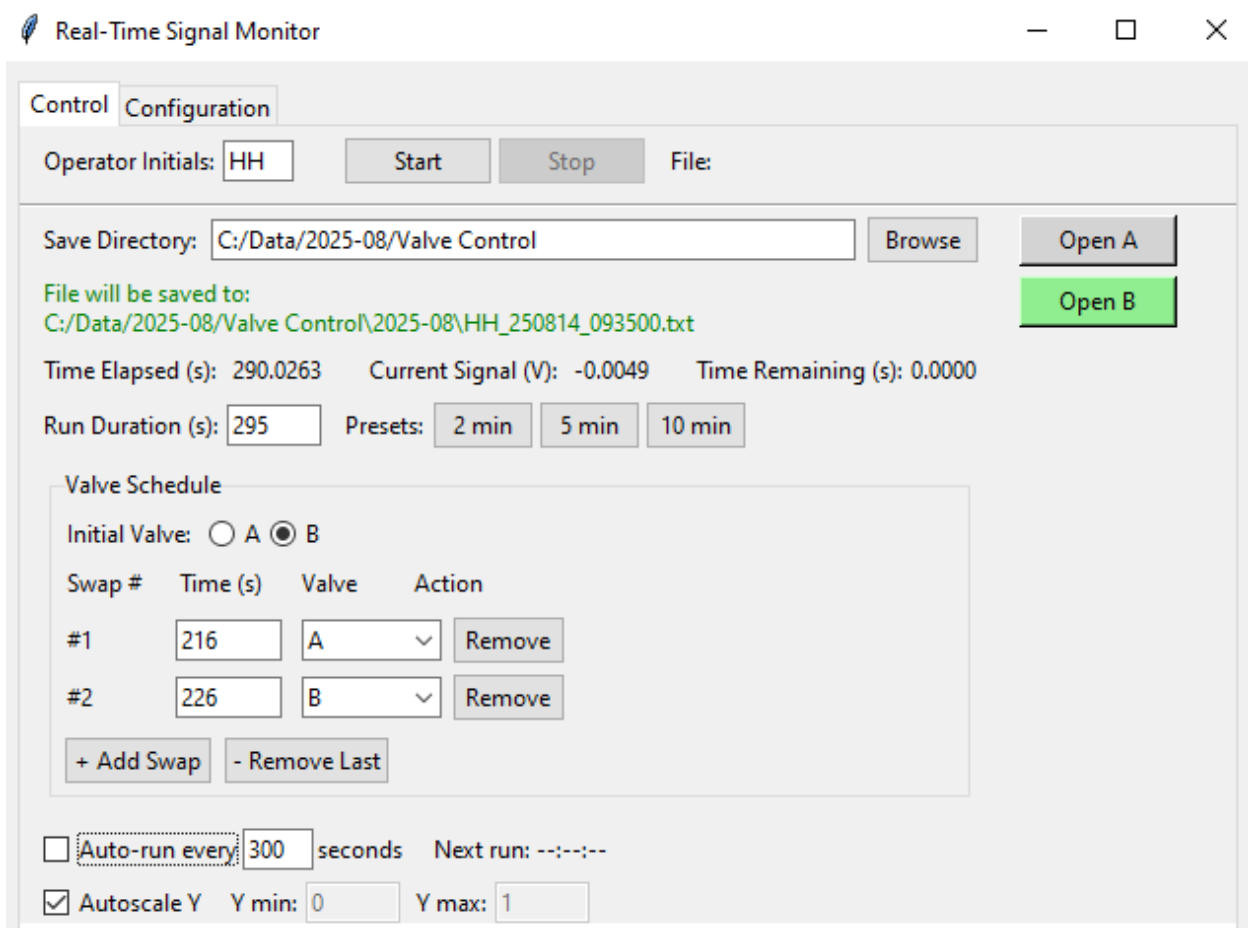 Real-Time Signal Monitor
Control Configuration
Operator Initials: HH Start Stop File:
Save Directory: C:/Data/2025-08/Valve Control Browse Open A
File will be saved to:
C:/Data/2025-08/Valve Control\2025-08\HH_250814_093500.txt
Open B
Time Elapsed (s): 290.0263 Current Signal (V): -0.0049 Time Remaining (s): 0.0000
Run Duration (s): 295 Presets: 2 min 5 min 10 min
Valve Schedule
Initial Valve: A B
Swap # Time (s) Valve Action
#1 216 A Remove
#2 226 B Remove
+ Add Swap - Remove Last
Auto-run every 300 seconds Next run: --:--:--
Autoscale Y Y min: 0 Y max: 1